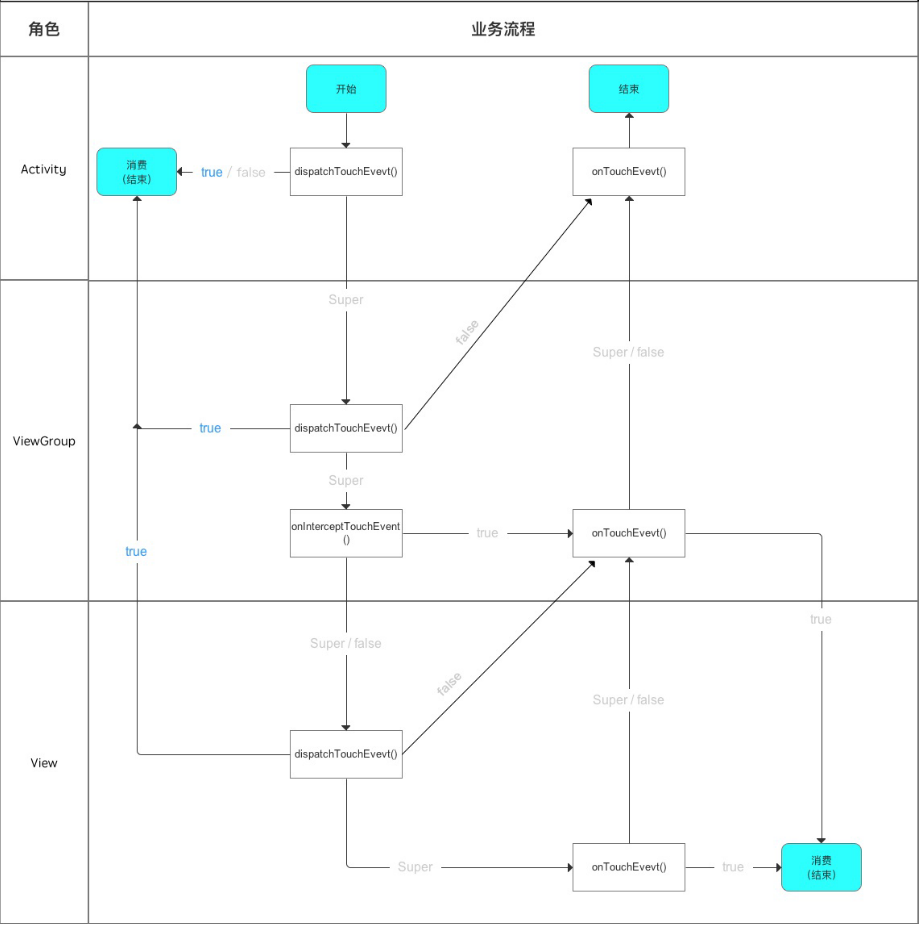 角色
业务流程
开始
结束
Activity
消费
（结束）
true / false
dispatchTouchEvevt()
onTouchEvevt()
Super
false
Super / false
ViewGroup
true
dispatchTouchEvevt()
Super
onInterceptTouchEvent
()
true
onTouchEvevt()
true
true
Super / false
false
Super / false
View
dispatchTouchEvevt()
Super
onTouchEvevt()
true
消费
（结束）